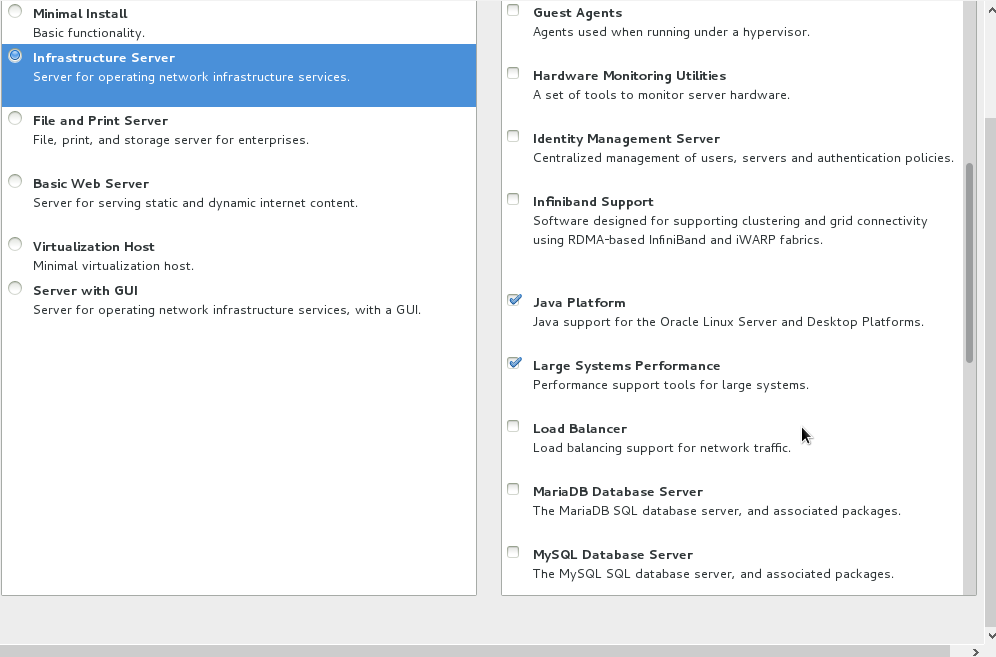 Minimal Install
Basic functionality.
Infrastructure Server
Server for operating network infrastructure services.
File and Print Server
File, print, and storage server for enterprises.
Basic Web Server
Server for serving static and dynamic internet content.
Virtualization Host
Minimal virtualization host.
Server with GUI
Server for operating network infrastructure services, with a GUI.
Guest Agents
Agents used when running under a hypervisor.
Hardware Monitoring Utilities
A set of tools to monitor server hardware.
Identity Management Server
Centralized management of users, servers and authentication policies.
Infiniband Support
Software designed for supporting clustering and grid connectivity
using RDMA-based InfiniBand and iWARP fabrics.
Java Platform
Java support for the Oracle Linux Server and Desktop Platforms.
Large Systems Performance
Performance support tools for large systems.
Load Balancer
Load balancing support for network traffic.
MariaDB Database Server
The MariaDB SQL database server, and associated packages.
MySQL Database Server
The MySQL SQL database server, and associated packages.